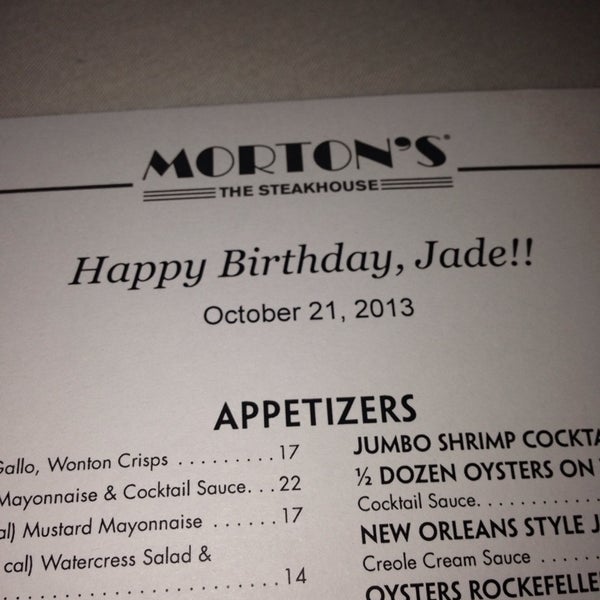 MORTON'S
THE STEAKHOUSE
Happy Birthday, Jade!!
October 21, 2013
APPETIZERS
Gallo, Wonton Crisps . . . . . . . . . 17
Mayonnaise & Cocktail Sauce. . . 22
al) Mustard Mayonnaise . . . . . . 17
cal) Watercress Salad &
. . . . . . . . . . . . . . . . . . . . . . 14
JUMBO SHRIMP COCKTA
½ DOZEN OYSTERS ON
Cocktail Sauce. . . . . . . . . .
NEW ORLEANS STYLE
Creole Cream Sauce . . . . .
OYSTERS ROCKEFELLE